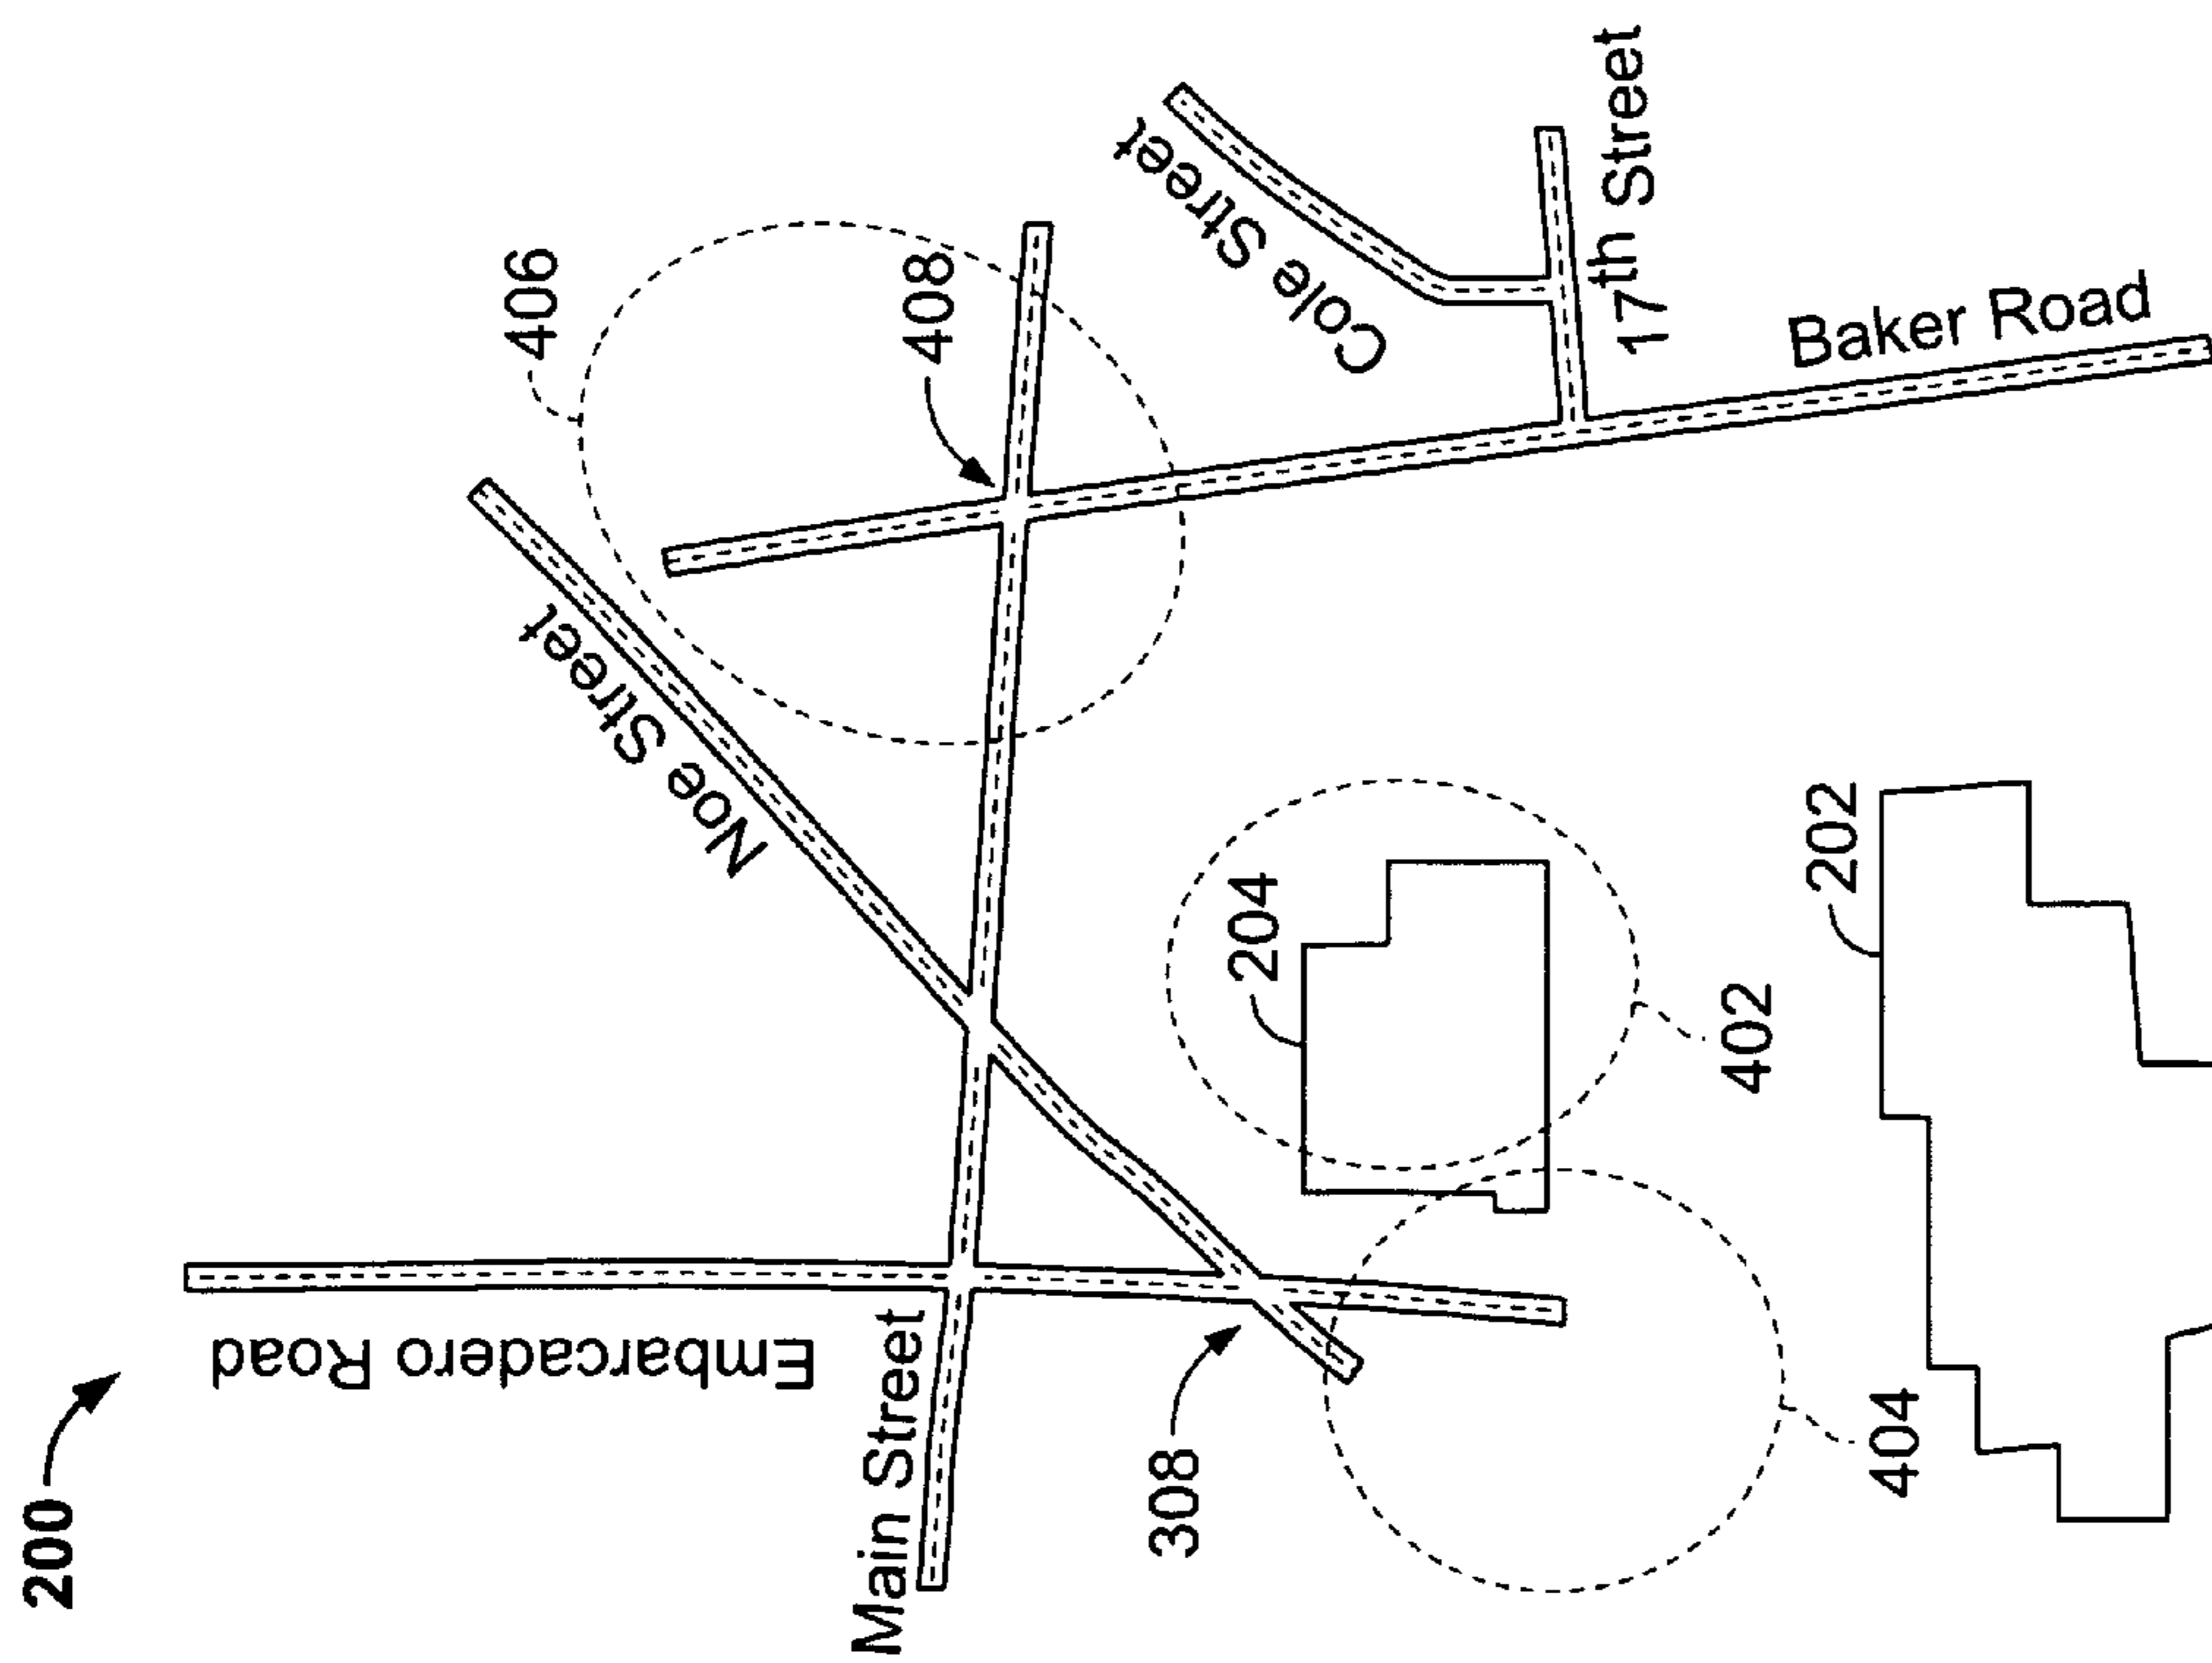 200
Embarcadero Road
Main Street
308
404
Noe Street
204
402
202
406
408
Cole Street
17th Street
Baker Road